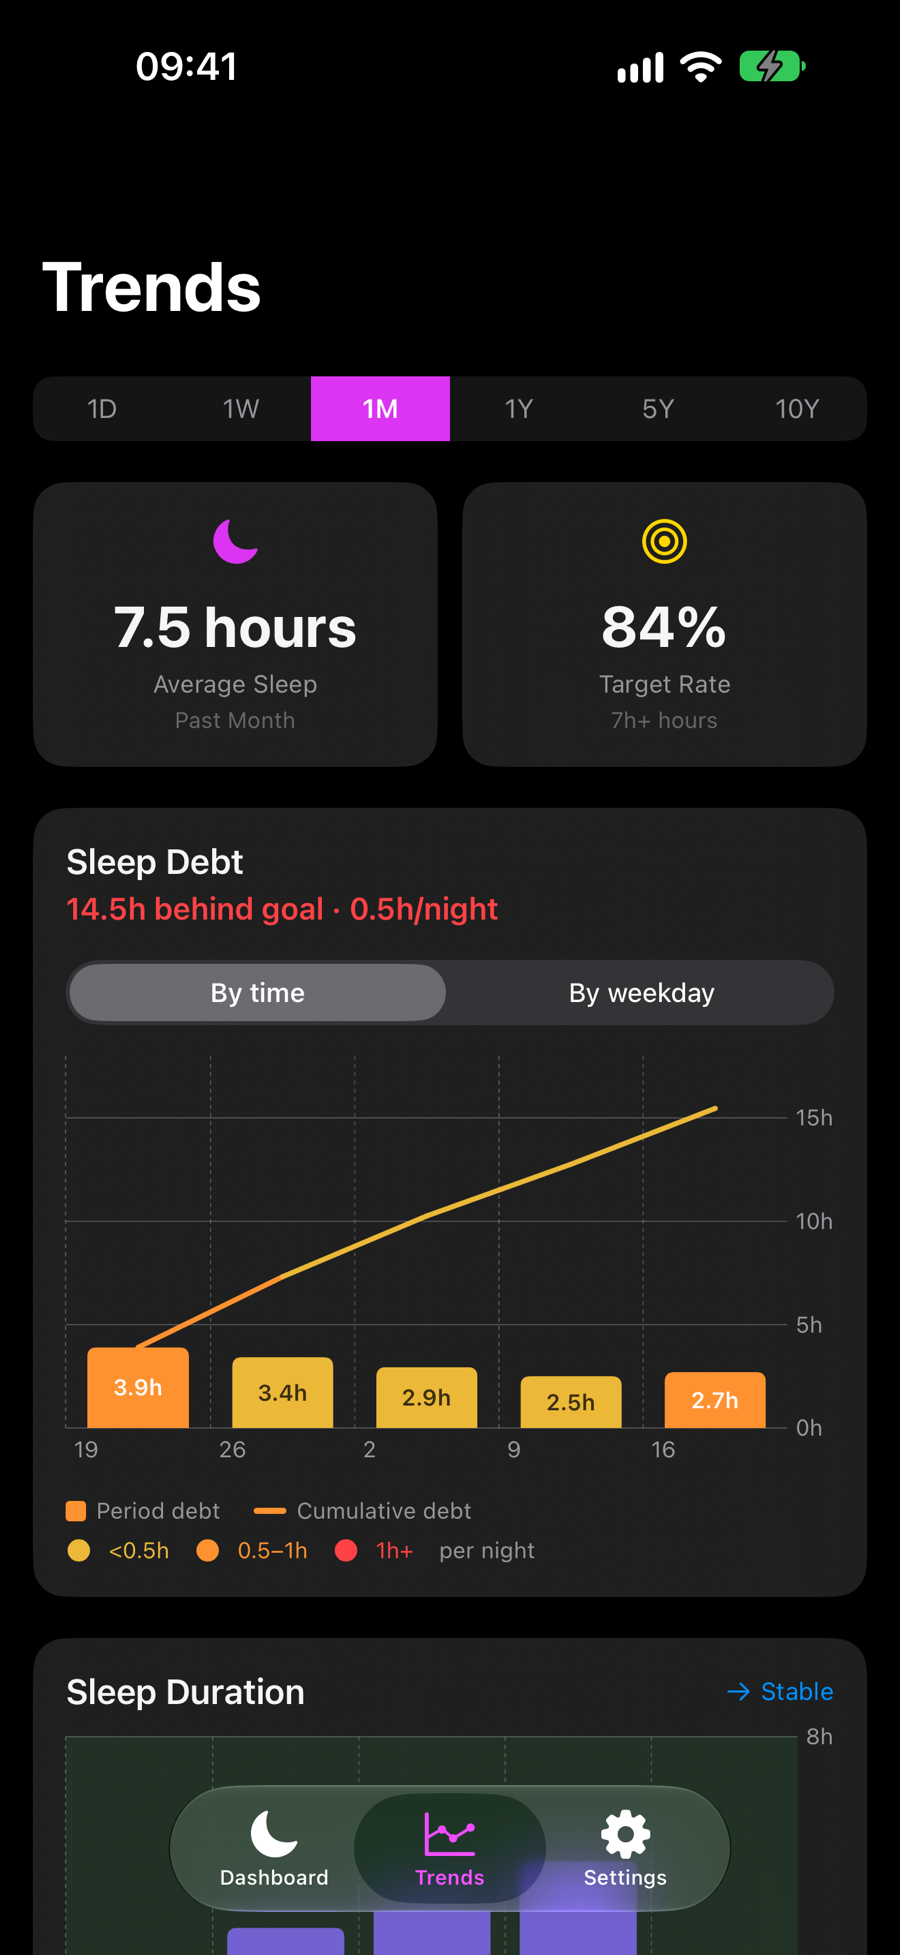 09:41
Trends
1D 1W 1M 1Y 5Y 10Y
7.5 hours
Average Sleep
Past Month
84%
Target Rate
7h+ hours
Sleep Debt
14.5h behind goal · 0.5h/night
By time By weekday
15h
10h
5h
3.9h 3.4h 2.9h 2.5h 2.7h
0h
19 26 2 9 16
Period debt Cumulative debt
<0.5h 0.5–1h 1h+ per night
Sleep Duration → Stable
8h
Dashboard Trends Settings